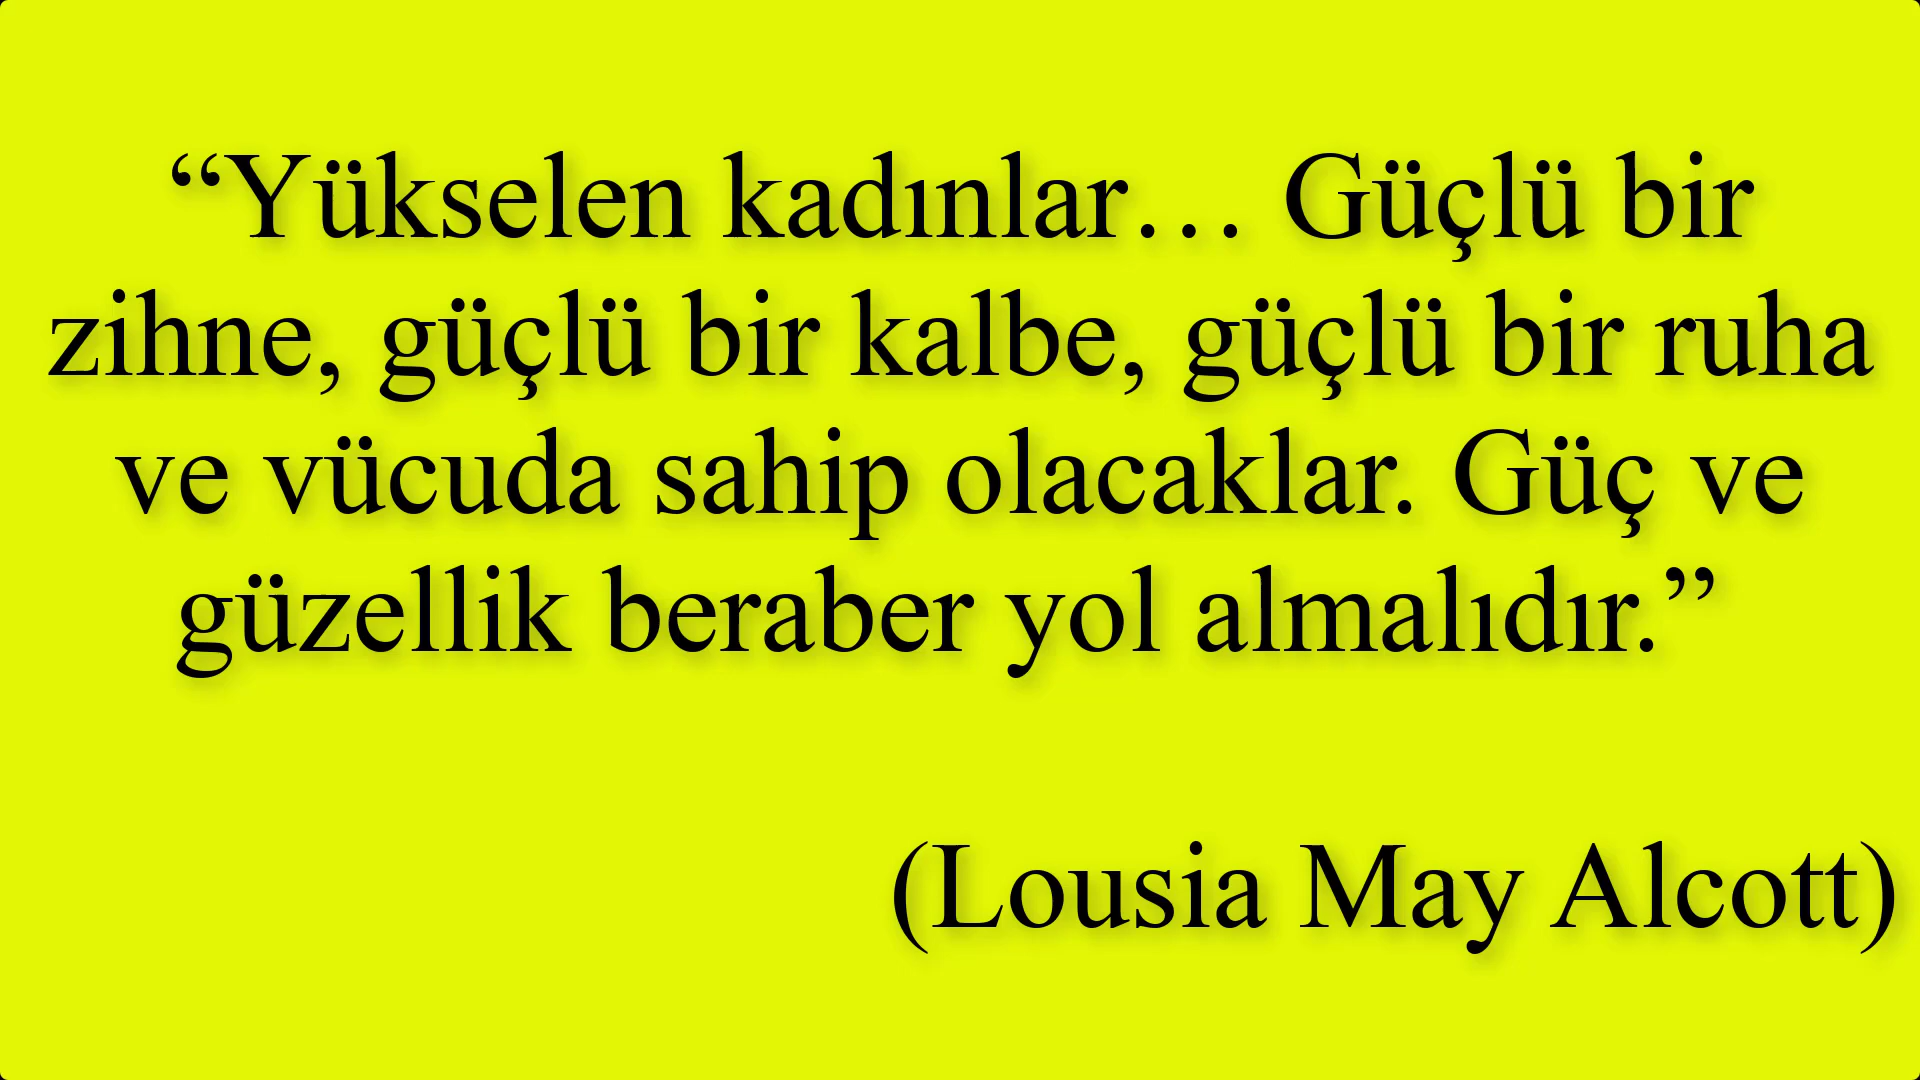 “Yükselen kadınlar… Güçlü bir
zihne, güçlü bir kalbe, güçlü bir ruha
ve vücuda sahip olacaklar. Güç ve
güzellik beraber yol almalıdır.”
(Lousia May Alcott)